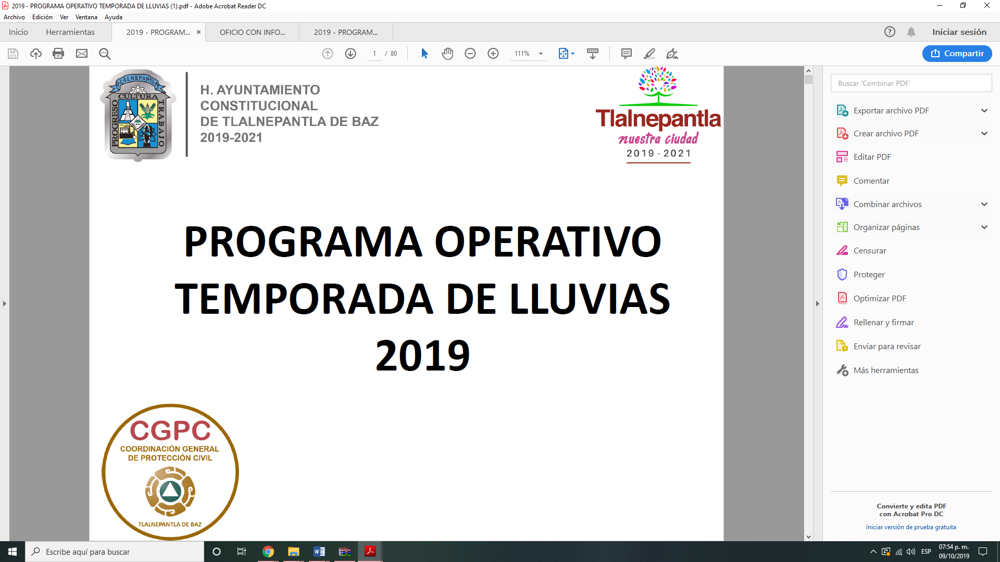 2019 - PROGRAMA OPERATIVO TEMPORADA DE LLUVIAS (1).pdf - Adobe Acrobat Reader DC
Archivo Edición Ver Ventana Ayuda
Inicio Herramientas 2019 - PROGRAM... × OFICIO CON INFO... 2019 - PROGRAM... Iniciar sesión
1 / 80 111% Compartir
TLALNEPANTLA
CULTURA
PROGRESO
TRABAJO
H. AYUNTAMIENTO
CONSTITUCIONAL
DE TLALNEPANTLA DE BAZ
2019-2021
Tlalnepantla
nuestra ciudad
2019 - 2021
PROGRAMA OPERATIVO
TEMPORADA DE LLUVIAS
2019
CGPC
COORDINACIÓN GENERAL
DE PROTECCIÓN CIVIL
TLALNEPANTLA DE BAZ
Buscar 'Combinar PDF'
Exportar archivo PDF
Crear archivo PDF
Editar PDF
Comentar
Combinar archivos
Organizar páginas
Censurar
Proteger
Optimizar PDF
Rellenar y firmar
Enviar para revisar
Más herramientas
Convierte y edita PDF
con Acrobat Pro DC
Iniciar versión de prueba gratuita
Escribe aquí para buscar
ESP
07:54 p. m.
09/10/2019